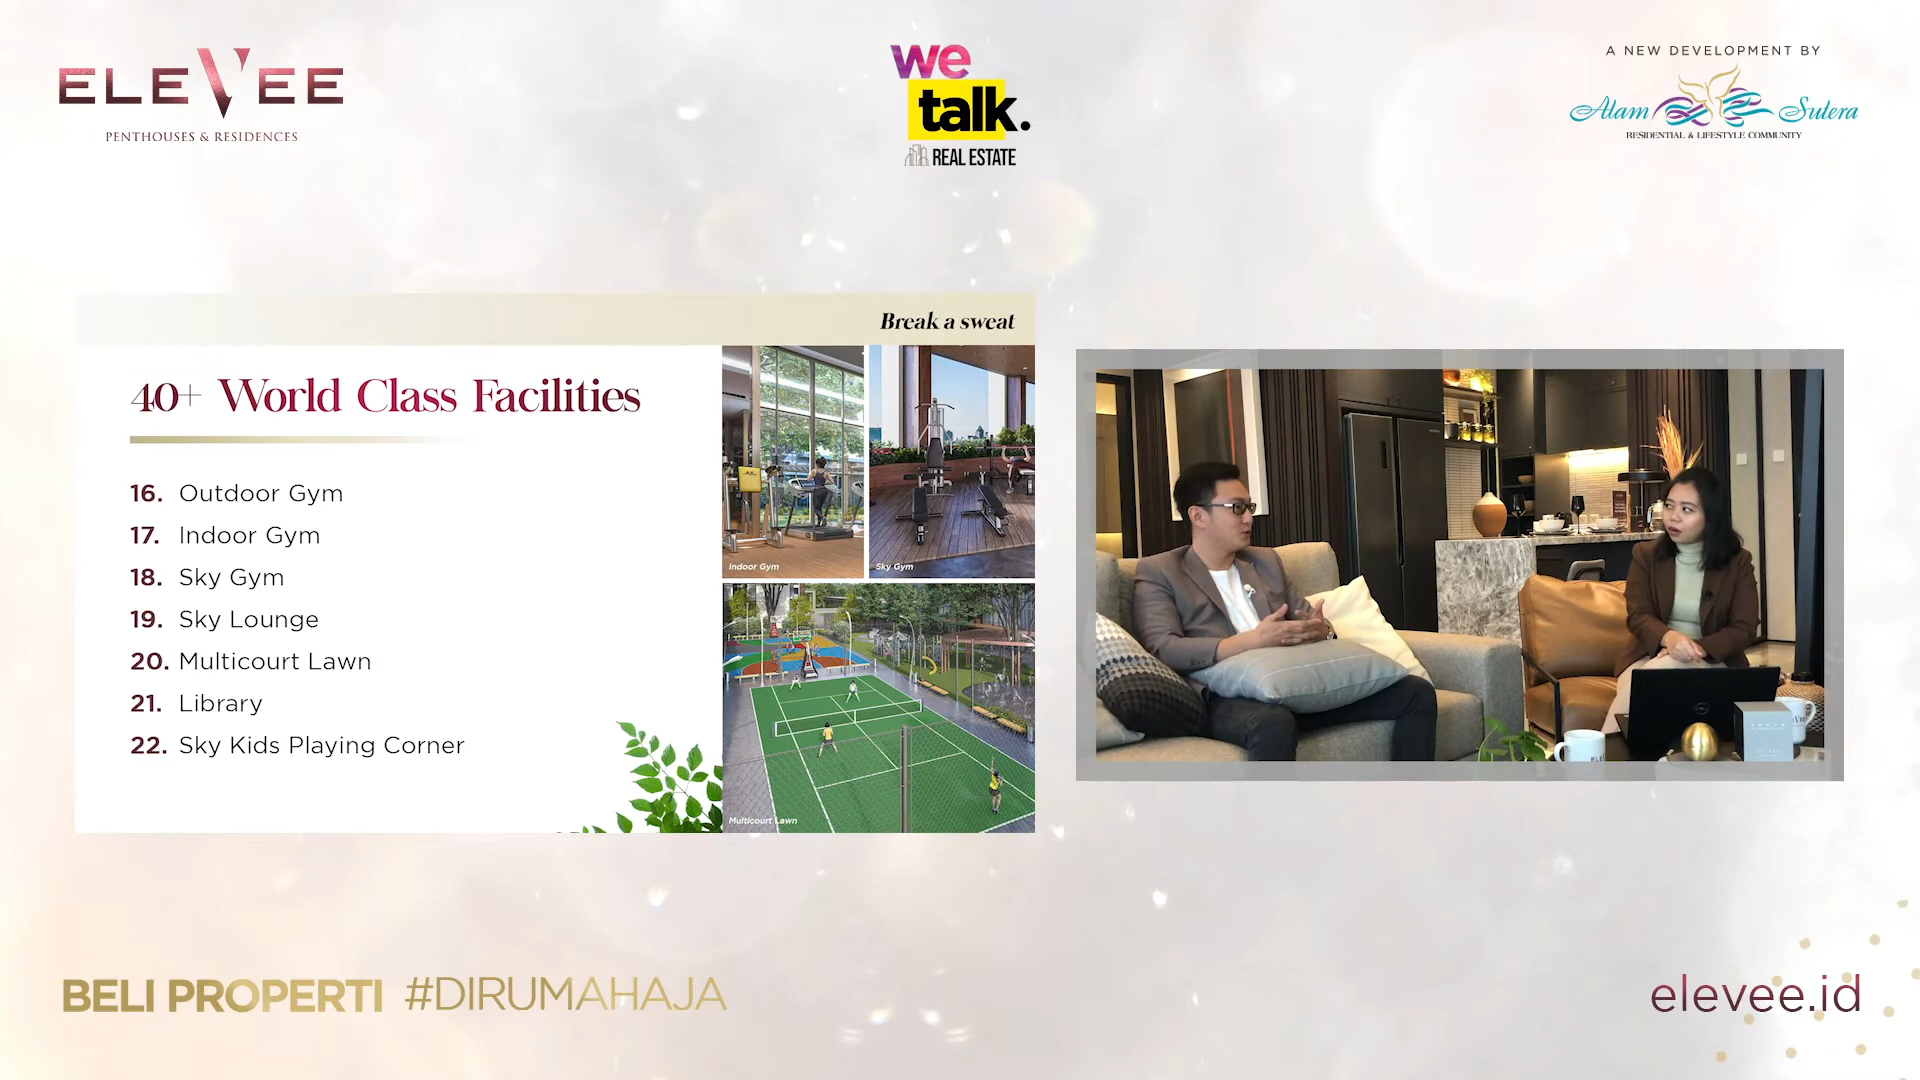 ELEVEE
PENTHOUSES & RESIDENCES
we
talk.
REAL ESTATE
A NEW DEVELOPMENT BY
Alam Sutera
RESIDENTIAL & LIFESTYLE COMMUNITY
Break a sweat
40+ World Class Facilities
16. Outdoor Gym
17. Indoor Gym
18. Sky Gym
19. Sky Lounge
20. Multicourt Lawn
21. Library
22. Sky Kids Playing Corner
Indoor Gym
Sky Gym
Multicourt Lawn
BELI PROPERTI #DIRUMAHAJA
elevee.id